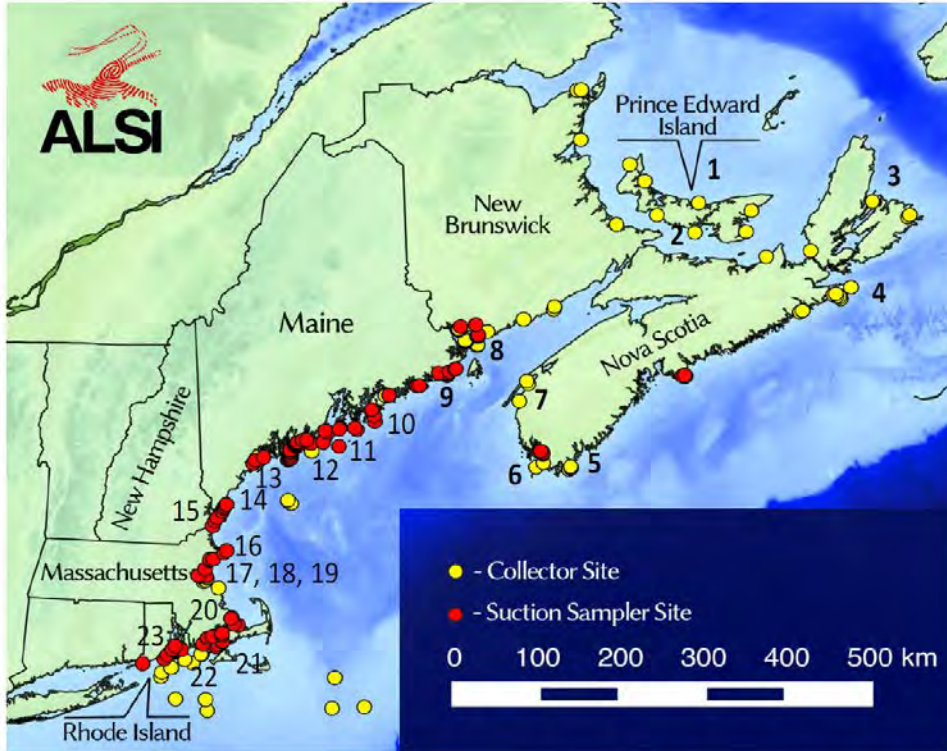 ALSI
Prince Edward
Island
1
3
New
Brunswick
2
4
Maine
Nova Scotia
8
9
7
10
11
12
6
5
13
New Hampshire
14
15
16
Massachusetts
17, 18, 19
20
23
21
22
Rhode Island
- Collector Site
- Suction Sampler Site
0 100 200 300 400 500 km